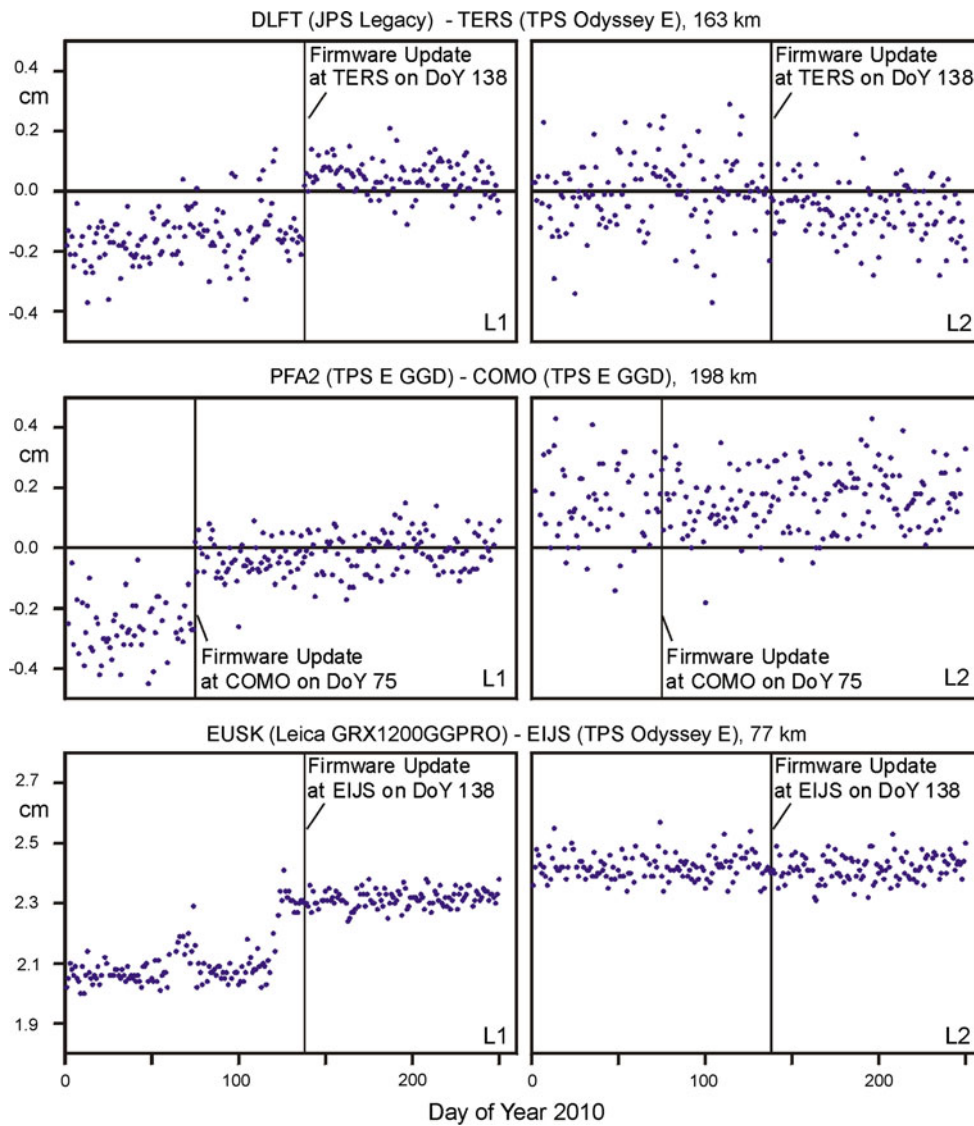 DLFT (JPS Legacy) - TERS (TPS Odyssey E), 163 km
0.4
cm
0.2
0.0
-0.2
-0.4
Firmware Update
at TERS on DoY 138
L1
Firmware Update
at TERS on DoY 138
L2
PFA2 (TPS E GGD) - COMO (TPS E GGD), 198 km
0.4
cm
0.2
0.0
-0.2
-0.4
Firmware Update
at COMO on DoY 75
L1
Firmware Update
at COMO on DoY 75
L2
EUSK (Leica GRX1200GGPRO) - EIJS (TPS Odyssey E), 77 km
2.7
cm
2.5
2.3
2.1
1.9
Firmware Update
at EIJS on DoY 138
L1
Firmware Update
at EIJS on DoY 138
L2
0 100 200 0 100 200
Day of Year 2010